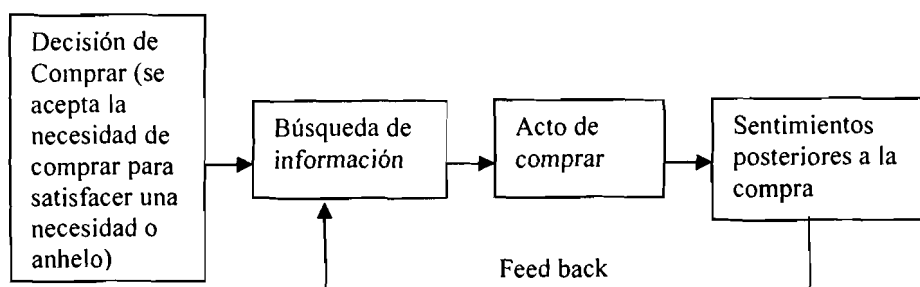 Decisión de
Comprar (se
acepta la
necesidad de
comprar para
satisfacer una
necesidad o
anhelo)
Búsqueda de
información
Acto de
comprar
Sentimientos
posteriores a la
compra
Feed back